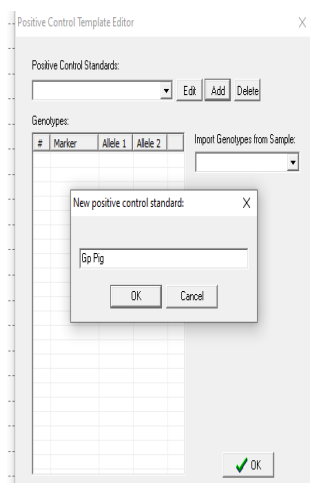 Positive Control Template Editor
Positive Control Standards:
Edit Add Delete
Genotypes:
# Marker Allele 1 Allele 2
Import Genotypes from Sample:
New positive control standard:
Gp Pig
OK Cancel
OK